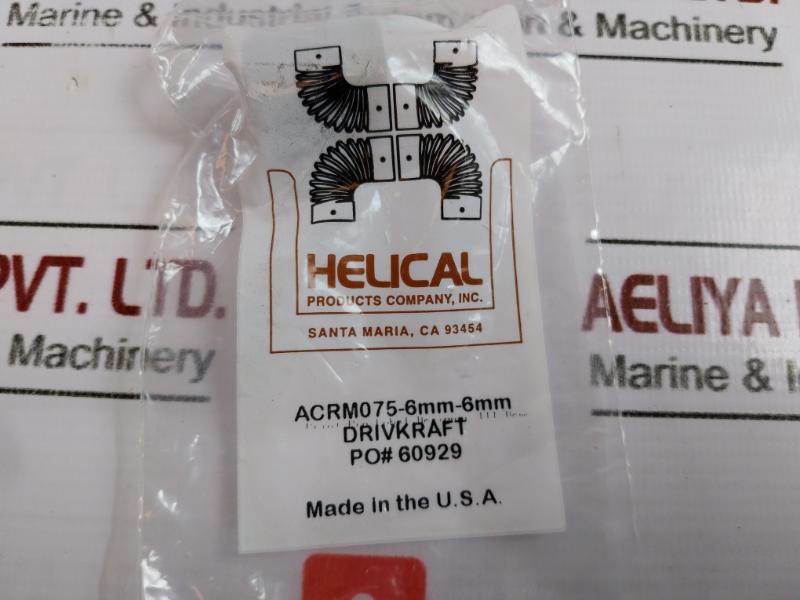 Marine & Industrial Automation & Machinery
HELICAL
PRODUCTS COMPANY, INC.
SANTA MARIA, CA 93454
PVT. LTD.
Machinery
AELIYA
Marine &
ACRM075-6mm-6mm
DRIVKRAFT
PO# 60929
Made in the U.S.A.